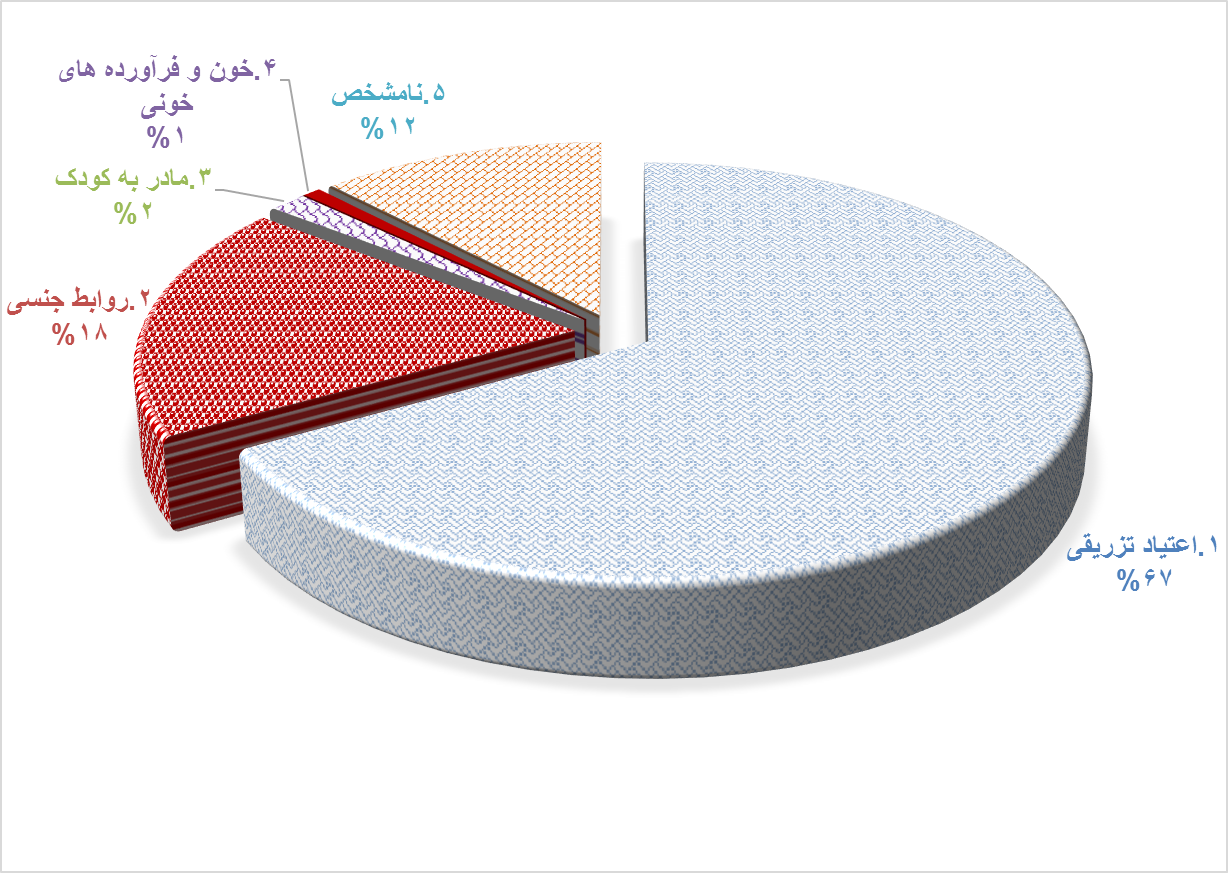 ۱.اعتیاد تزریقی
%۶۷
۲.روابط جنسی
%۱۸
۳.مادر به کودک
%۲
۴.خون و فرآورده های
خونی
%۱
۵.نامشخص
%۱۲